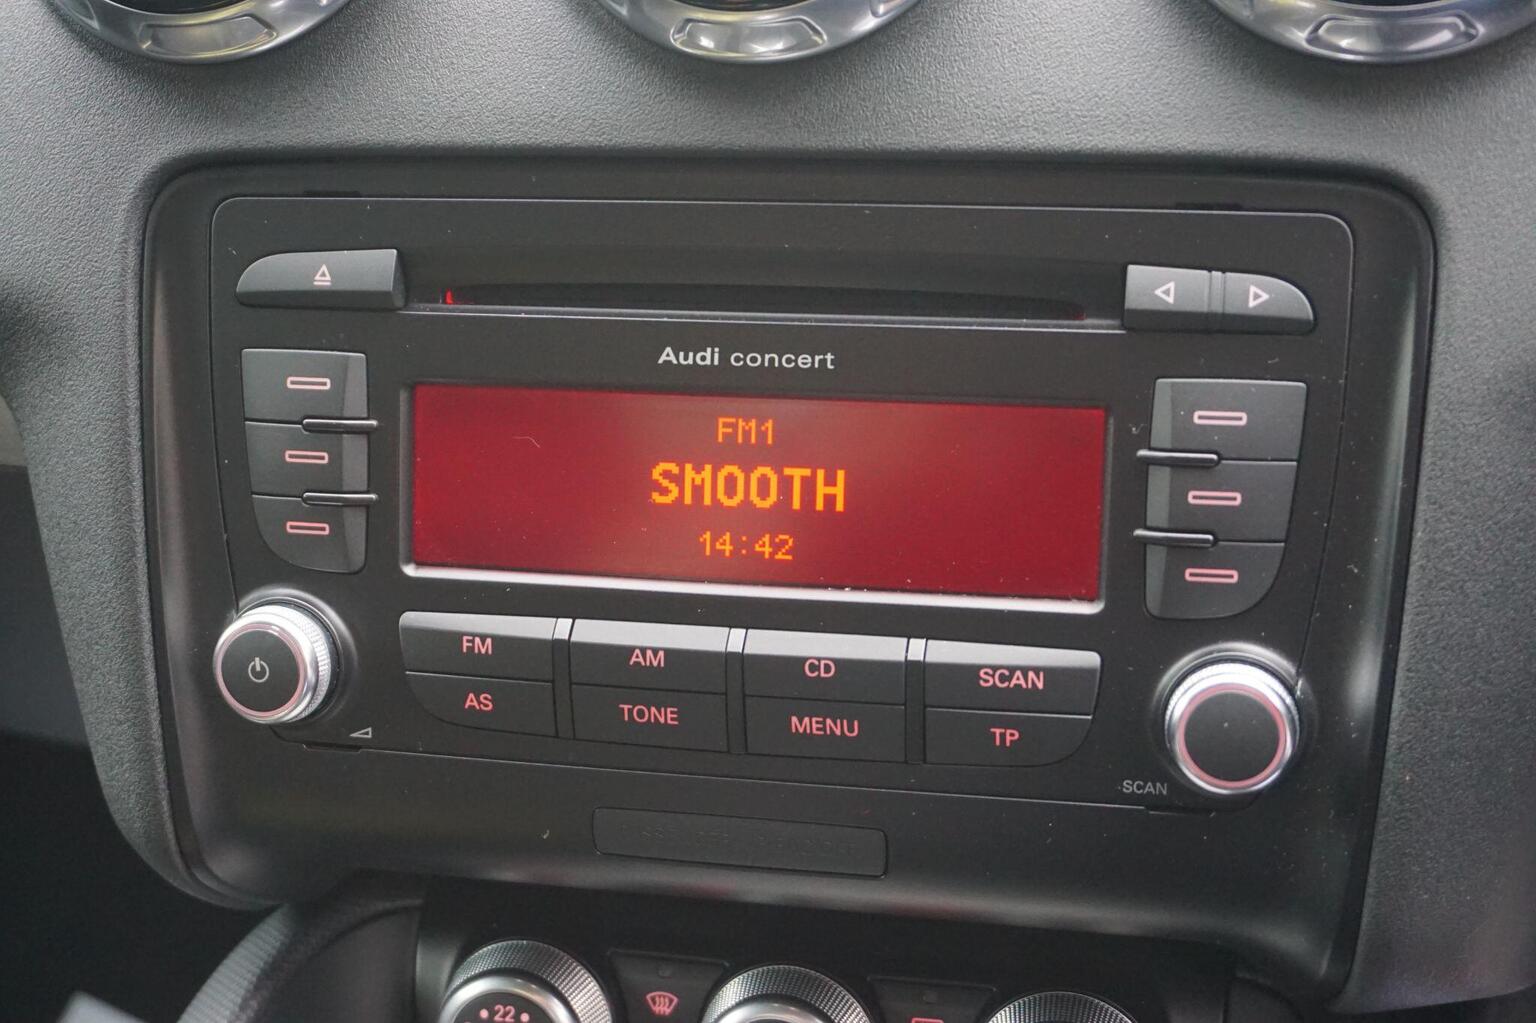 Audi concert
FM1
SMOOTH
14:42
FM AM CD SCAN
AS TONE MENU TP
SCAN
22